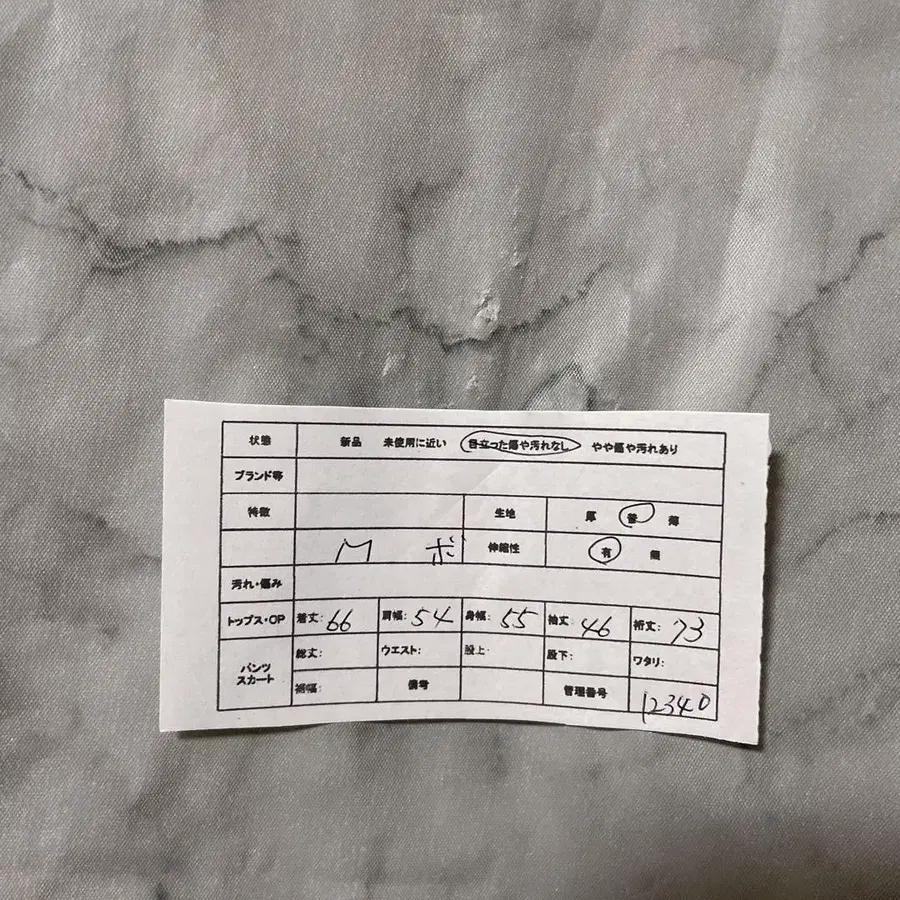 状態 新品 未使用に近い 目立った傷や汚れなし やや傷や汚れあり
ブランド等
特徴 生地 厚 普 薄
M ボ 伸縮性 有 無
汚れ・傷み
トップス・OP 着丈: 66 肩幅: 54 身幅: 55 袖丈: 46 裄丈: 73
パンツ スカート 総丈: ウエスト: 股上: 股下: ワタリ:
裾幅: 備考 管理番号 12340